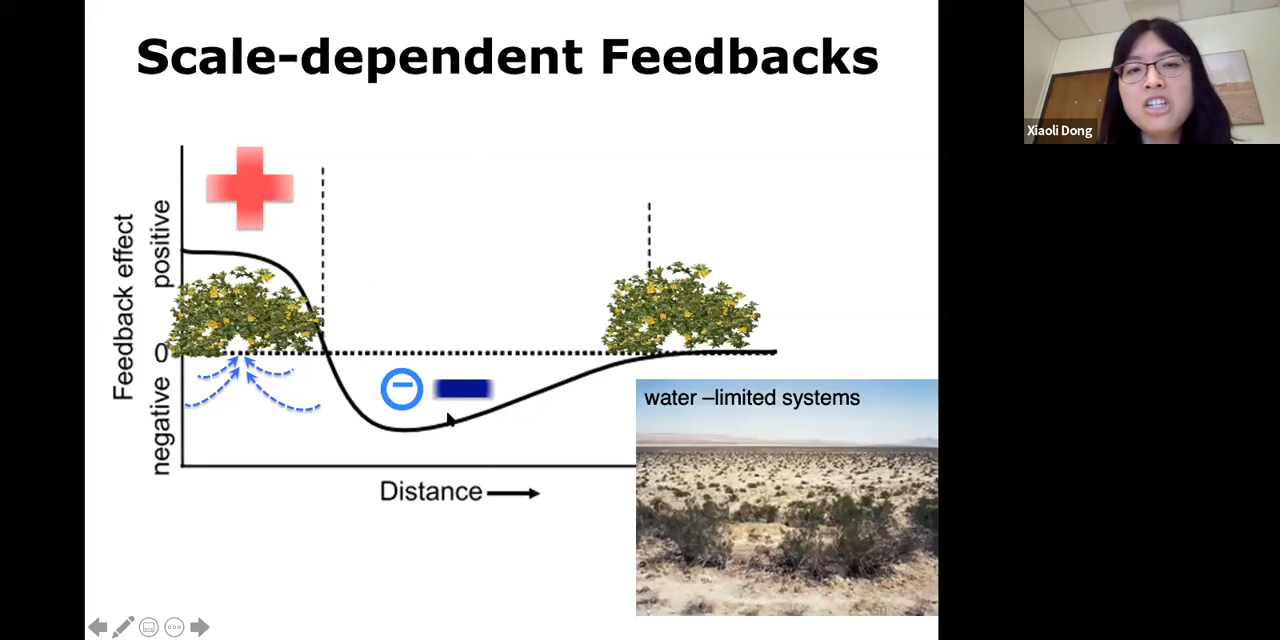 Scale-dependent Feedbacks
Xiaoli Dong
Feedback effect
positive
0
negative
water –limited systems
Distance